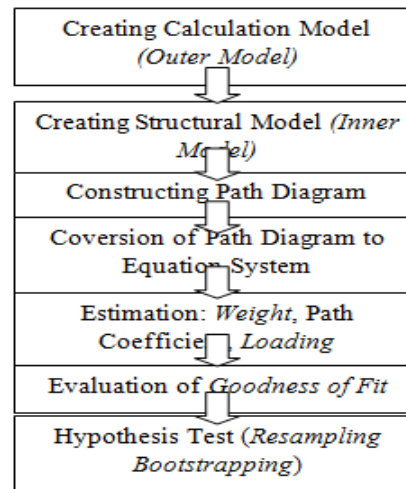 Creating Calculation Model
(Outer Model)
Creating Structural Model (Inner
Model)
Constructing Path Diagram
Coversion of Path Diagram to
Equation System
Estimation: Weight, Path
Coefficien, Loading
Evaluation of Goodness of Fit
Hypothesis Test (Resampling
Bootstrapping)